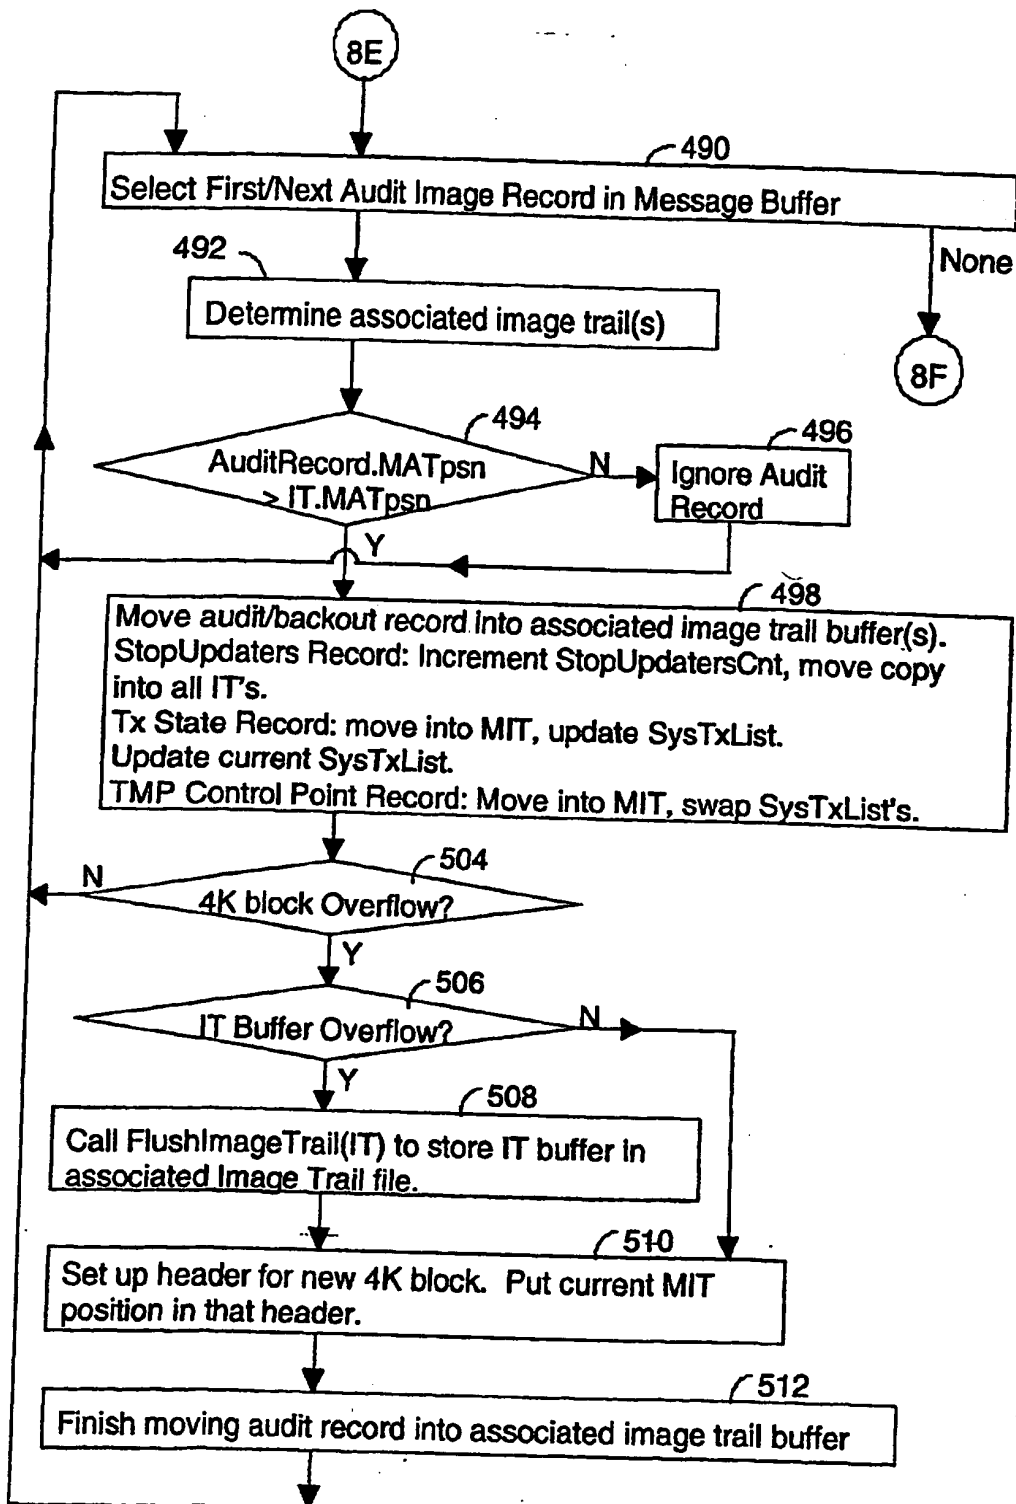 8E
490
Select First/Next Audit Image Record in Message Buffer
None
492
Determine associated image trail(s)
8F
494
AuditRecord.MATpsn
> IT.MATpsn
N
496
Ignore Audit
Record
Y
498
Move audit/backout record into associated image trail buffer(s).
StopUpdaters Record: Increment StopUpdatersCnt, move copy
into all IT's.
Tx State Record: move into MIT, update SysTxList.
Update current SysTxList.
TMP Control Point Record: Move into MIT, swap SysTxList's.
504
N
4K block Overflow?
Y
506
IT Buffer Overflow?
N
Y
508
Call FlushImageTrail(IT) to store IT buffer in
associated Image Trail file.
510
Set up header for new 4K block. Put current MIT
position in that header.
512
Finish moving audit record into associated image trail buffer